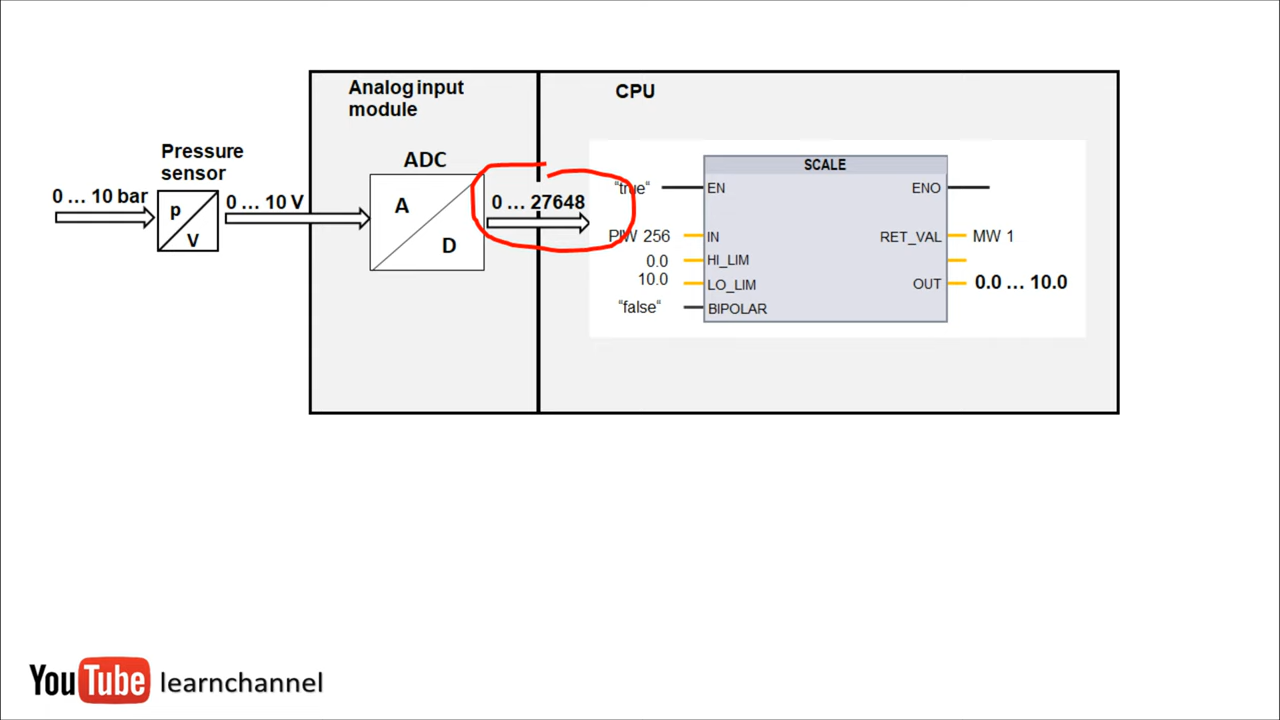 Analog input
module
CPU
Pressure
sensor
ADC
SCALE
0 ... 10 bar
0 ... 10 V
p
V
A
D
0 ... 27648
"true"
EN
ENO
PIW 256
IN
RET_VAL
MW 1
0.0
HI_LIM
10.0
LO_LIM
OUT
0.0 ... 10.0
"false"
BIPOLAR
YouTube learnchannel